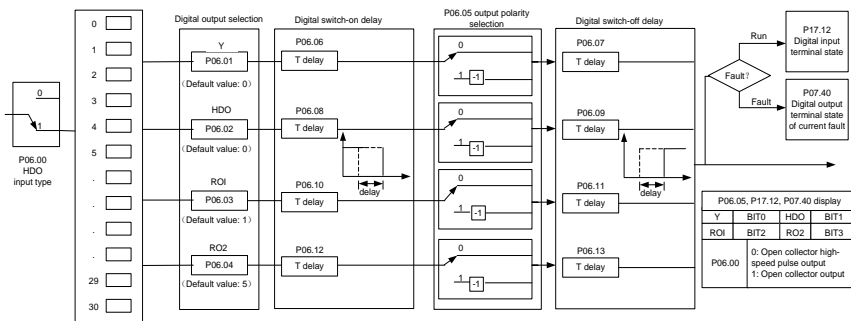 0
1
P06.00
HDO
input type
0
1
2
3
4
5
.
.
.
.
29
30
Digital output selection
Y
P06.01
(Default value: 0)
HDO
P06.02
(Default value: 0)
ROI
P06.03
(Default value: 1)
RO2
P06.04
(Default value: 5)
Digital switch-on delay
P06.06
T delay
P06.08
T delay
delay
P06.10
T delay
P06.12
T delay
P06.05 output polarity
selection
0
1
-1
0
1
-1
0
1
-1
0
1
-1
Digital switch-off delay
P06.07
T delay
P06.09
T delay
delay
P06.11
T delay
P06.13
T delay
Run
Fault?
Fault
P17.12
Digital input
terminal state
P07.40
Digital output
terminal state
of current fault
P06.05, P17.12, P07.40 display
Y BIT0 HDO BIT1
ROI BIT2 RO2 BIT3
P06.00
0: Open collector high-
speed pulse output
1: Open collector output